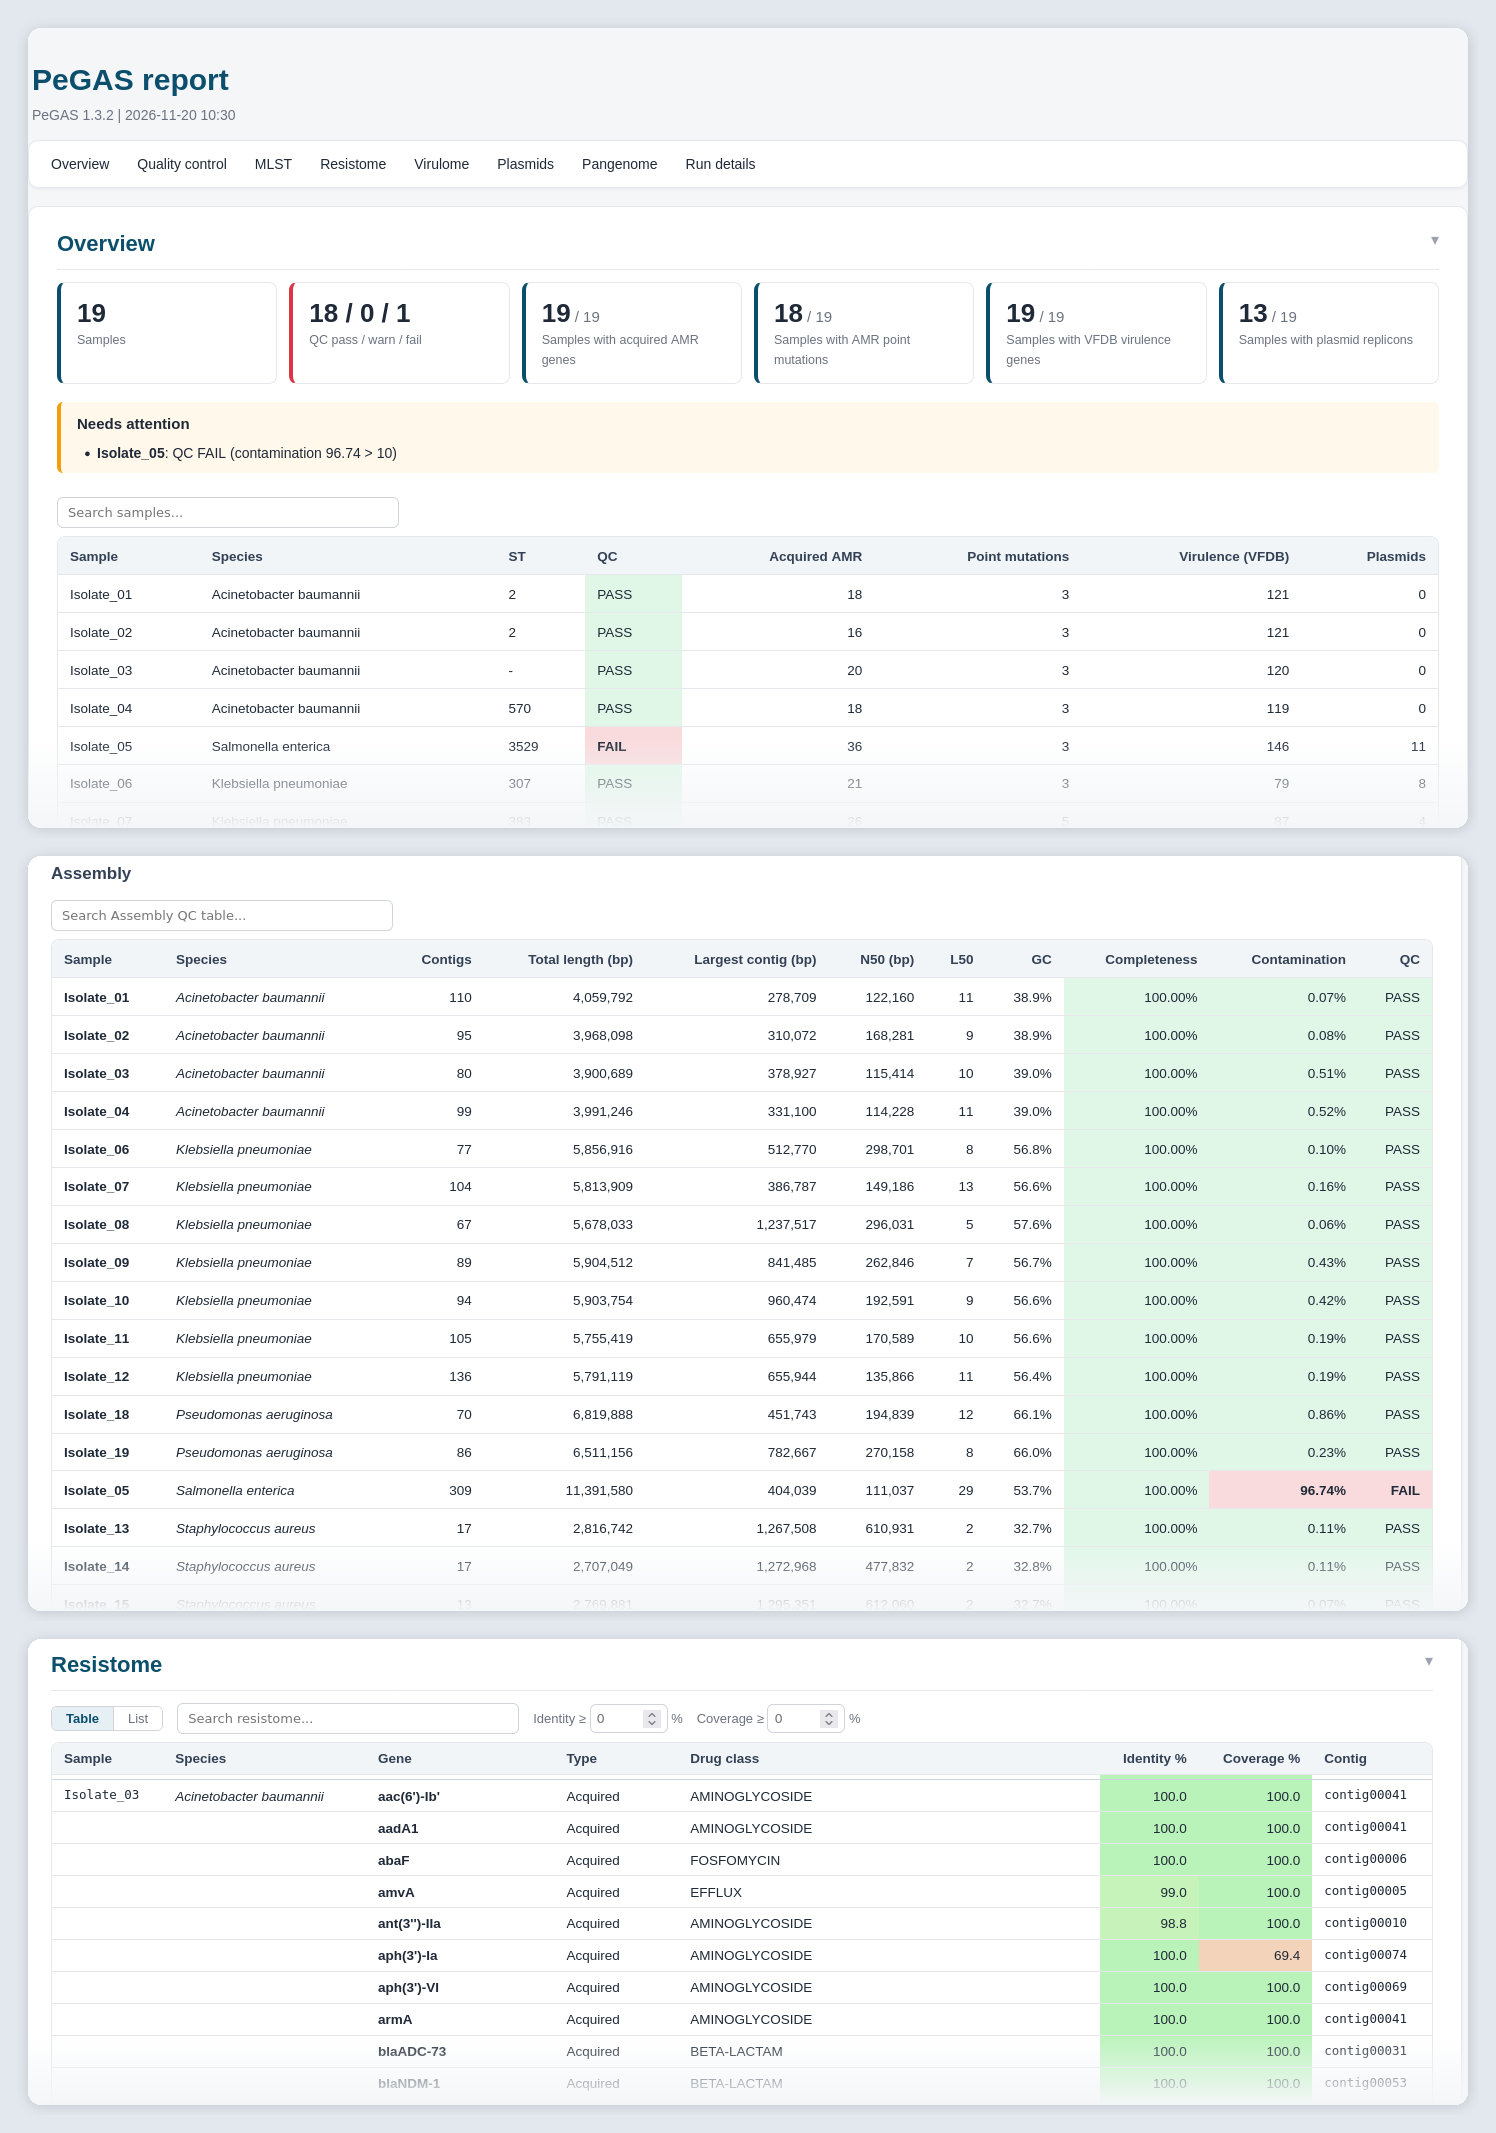 PeGAS report
PeGAS 1.3.2 | 2026-11-20 10:30
Overview Quality control MLST Resistome Virulome Plasmids Pangenome Run details
Overview ▾
19
Samples
18 / 0 / 1
QC pass / warn / fail
19 / 19
Samples with acquired AMR
genes
18 / 19
Samples with AMR point
mutations
19 / 19
Samples with VFDB virulence
genes
13 / 19
Samples with plasmid replicons
Needs attention
• Isolate_05: QC FAIL (contamination 96.74 > 10)
Search samples...
Sample Species ST QC Acquired AMR Point mutations Virulence (VFDB) Plasmids
Isolate_01 Acinetobacter baumannii 2 PASS 18 3 121 0
Isolate_02 Acinetobacter baumannii 2 PASS 16 3 121 0
Isolate_03 Acinetobacter baumannii - PASS 20 3 120 0
Isolate_04 Acinetobacter baumannii 570 PASS 18 3 119 0
Isolate_05 Salmonella enterica 3529 FAIL 36 3 146 11
Isolate_06 Klebsiella pneumoniae 307 PASS 21 3 79 8
Isolate_07 Klebsiella pneumoniae 383 PASS 26 5 87 4
Assembly
Search Assembly QC table...
Sample Species Contigs Total length (bp) Largest contig (bp) N50 (bp) L50 GC Completeness Contamination QC
Isolate_01 Acinetobacter baumannii 110 4,059,792 278,709 122,160 11 38.9% 100.00% 0.07% PASS
Isolate_02 Acinetobacter baumannii 95 3,968,098 310,072 168,281 9 38.9% 100.00% 0.08% PASS
Isolate_03 Acinetobacter baumannii 80 3,900,689 378,927 115,414 10 39.0% 100.00% 0.51% PASS
Isolate_04 Acinetobacter baumannii 99 3,991,246 331,100 114,228 11 39.0% 100.00% 0.52% PASS
Isolate_06 Klebsiella pneumoniae 77 5,856,916 512,770 298,701 8 56.8% 100.00% 0.10% PASS
Isolate_07 Klebsiella pneumoniae 104 5,813,909 386,787 149,186 13 56.6% 100.00% 0.16% PASS
Isolate_08 Klebsiella pneumoniae 67 5,678,033 1,237,517 296,031 5 57.6% 100.00% 0.06% PASS
Isolate_09 Klebsiella pneumoniae 89 5,904,512 841,485 262,846 7 56.7% 100.00% 0.43% PASS
Isolate_10 Klebsiella pneumoniae 94 5,903,754 960,474 192,591 9 56.6% 100.00% 0.42% PASS
Isolate_11 Klebsiella pneumoniae 105 5,755,419 655,979 170,589 10 56.6% 100.00% 0.19% PASS
Isolate_12 Klebsiella pneumoniae 136 5,791,119 655,944 135,866 11 56.4% 100.00% 0.19% PASS
Isolate_18 Pseudomonas aeruginosa 70 6,819,888 451,743 194,839 12 66.1% 100.00% 0.86% PASS
Isolate_19 Pseudomonas aeruginosa 86 6,511,156 782,667 270,158 8 66.0% 100.00% 0.23% PASS
Isolate_05 Salmonella enterica 309 11,391,580 404,039 111,037 29 53.7% 100.00% 96.74% FAIL
Isolate_13 Staphylococcus aureus 17 2,816,742 1,267,508 610,931 2 32.7% 100.00% 0.11% PASS
Isolate_14 Staphylococcus aureus 17 2,707,049 1,272,968 477,832 2 32.8% 100.00% 0.11% PASS
Isolate_15 Staphylococcus aureus 13 2,769,881 1,295,351 612,060 2 32.7% 100.00% 0.07% PASS
Resistome ▾
Table List Search resistome... Identity ≥ 0 % Coverage ≥ 0 %
Sample Species Gene Type Drug class Identity % Coverage % Contig
Isolate_03 Acinetobacter baumannii aac(6')-Ib' Acquired AMINOGLYCOSIDE 100.0 100.0 contig00041
aadA1 Acquired AMINOGLYCOSIDE 100.0 100.0 contig00041
abaF Acquired FOSFOMYCIN 100.0 100.0 contig00006
amvA Acquired EFFLUX 99.0 100.0 contig00005
ant(3'')-IIa Acquired AMINOGLYCOSIDE 98.8 100.0 contig00010
aph(3')-Ia Acquired AMINOGLYCOSIDE 100.0 69.4 contig00074
aph(3')-VI Acquired AMINOGLYCOSIDE 100.0 100.0 contig00069
armA Acquired AMINOGLYCOSIDE 100.0 100.0 contig00041
blaADC-73 Acquired BETA-LACTAM 100.0 100.0 contig00031
blaNDM-1 Acquired BETA-LACTAM 100.0 100.0 contig00053